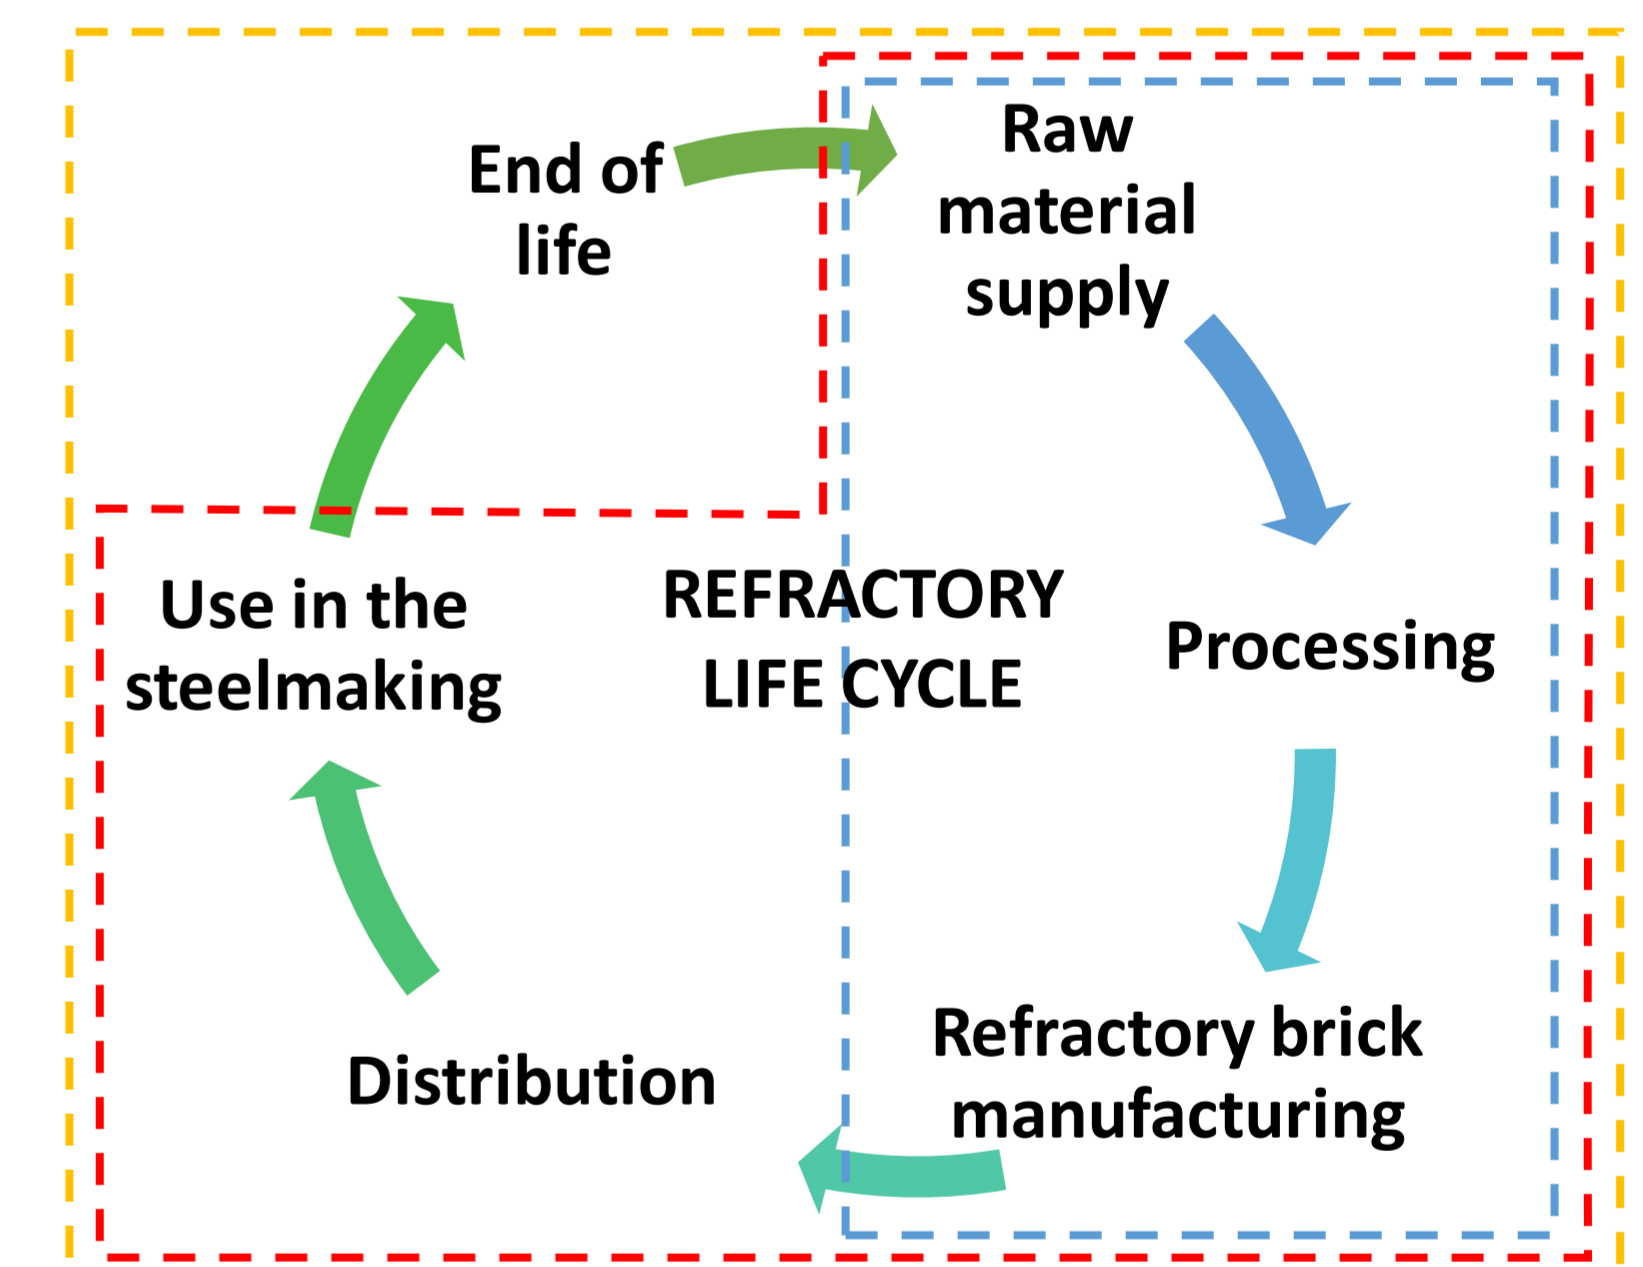 Raw
material
supply
Processing
Refractory brick
manufacturing
Distribution
Use in the
steelmaking
End of
life
REFRACTORY
LIFE CYCLE